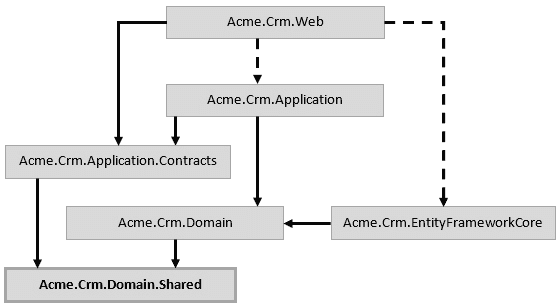 Acme.Crm.Web
Acme.Crm.Application
Acme.Crm.Application.Contracts
Acme.Crm.Domain
Acme.Crm.EntityFrameworkCore
Acme.Crm.Domain.Shared